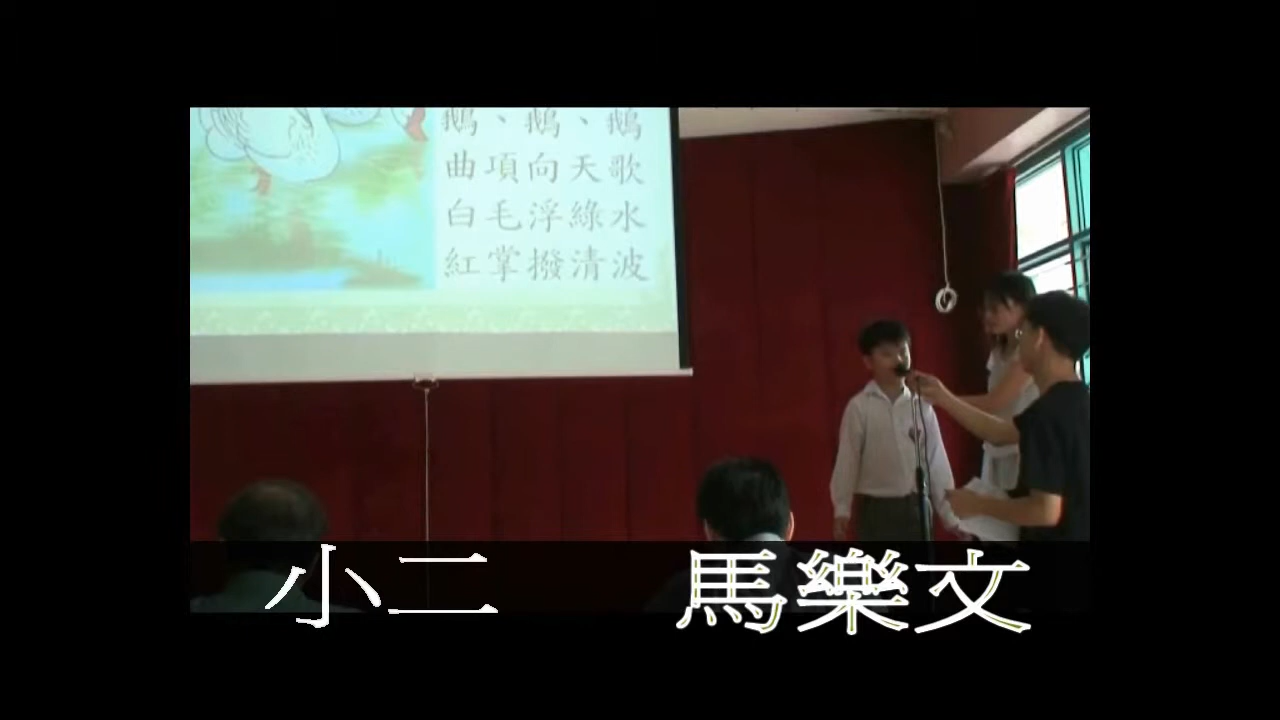 鵝、鵝、鵝
曲項向天歌
白毛浮綠水
紅掌撥清波
小二 馬樂文